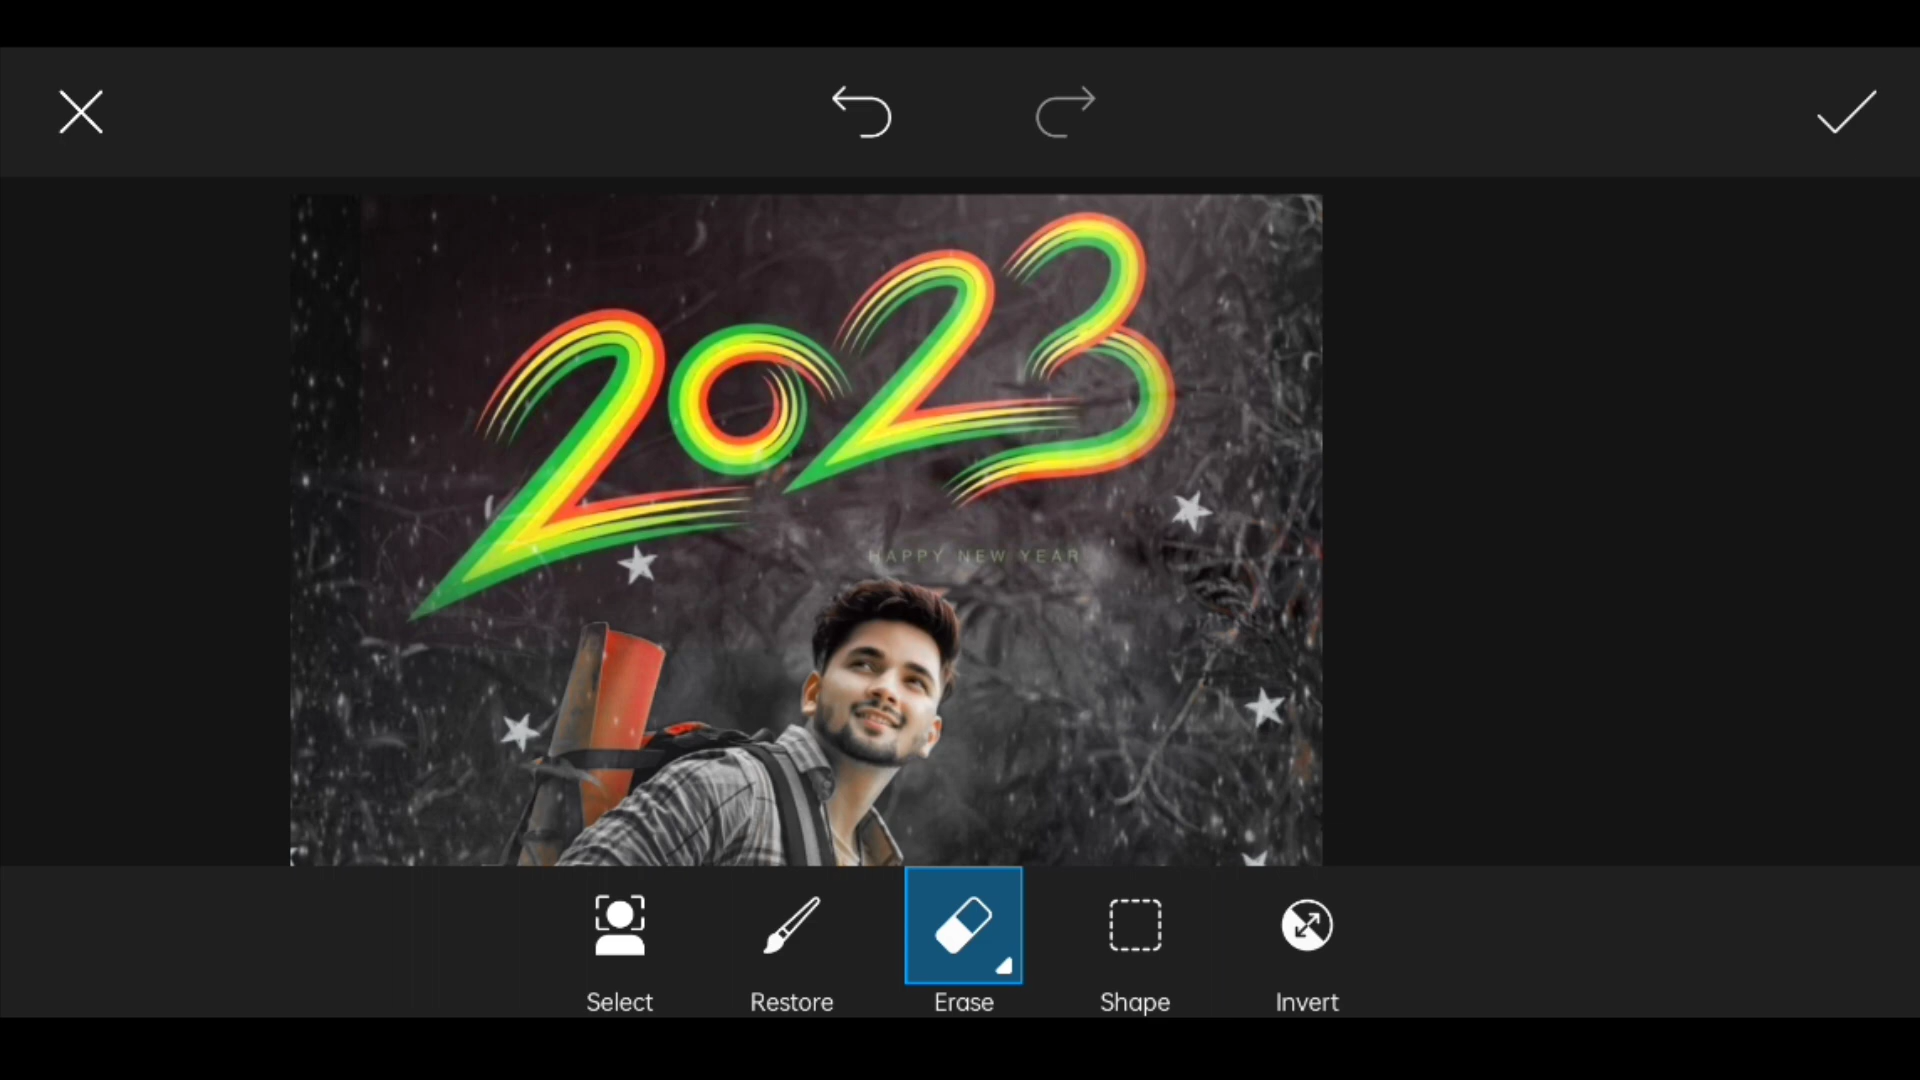 2023
HAPPY NEW YEAR
Select
Restore
Erase
Shape
Invert